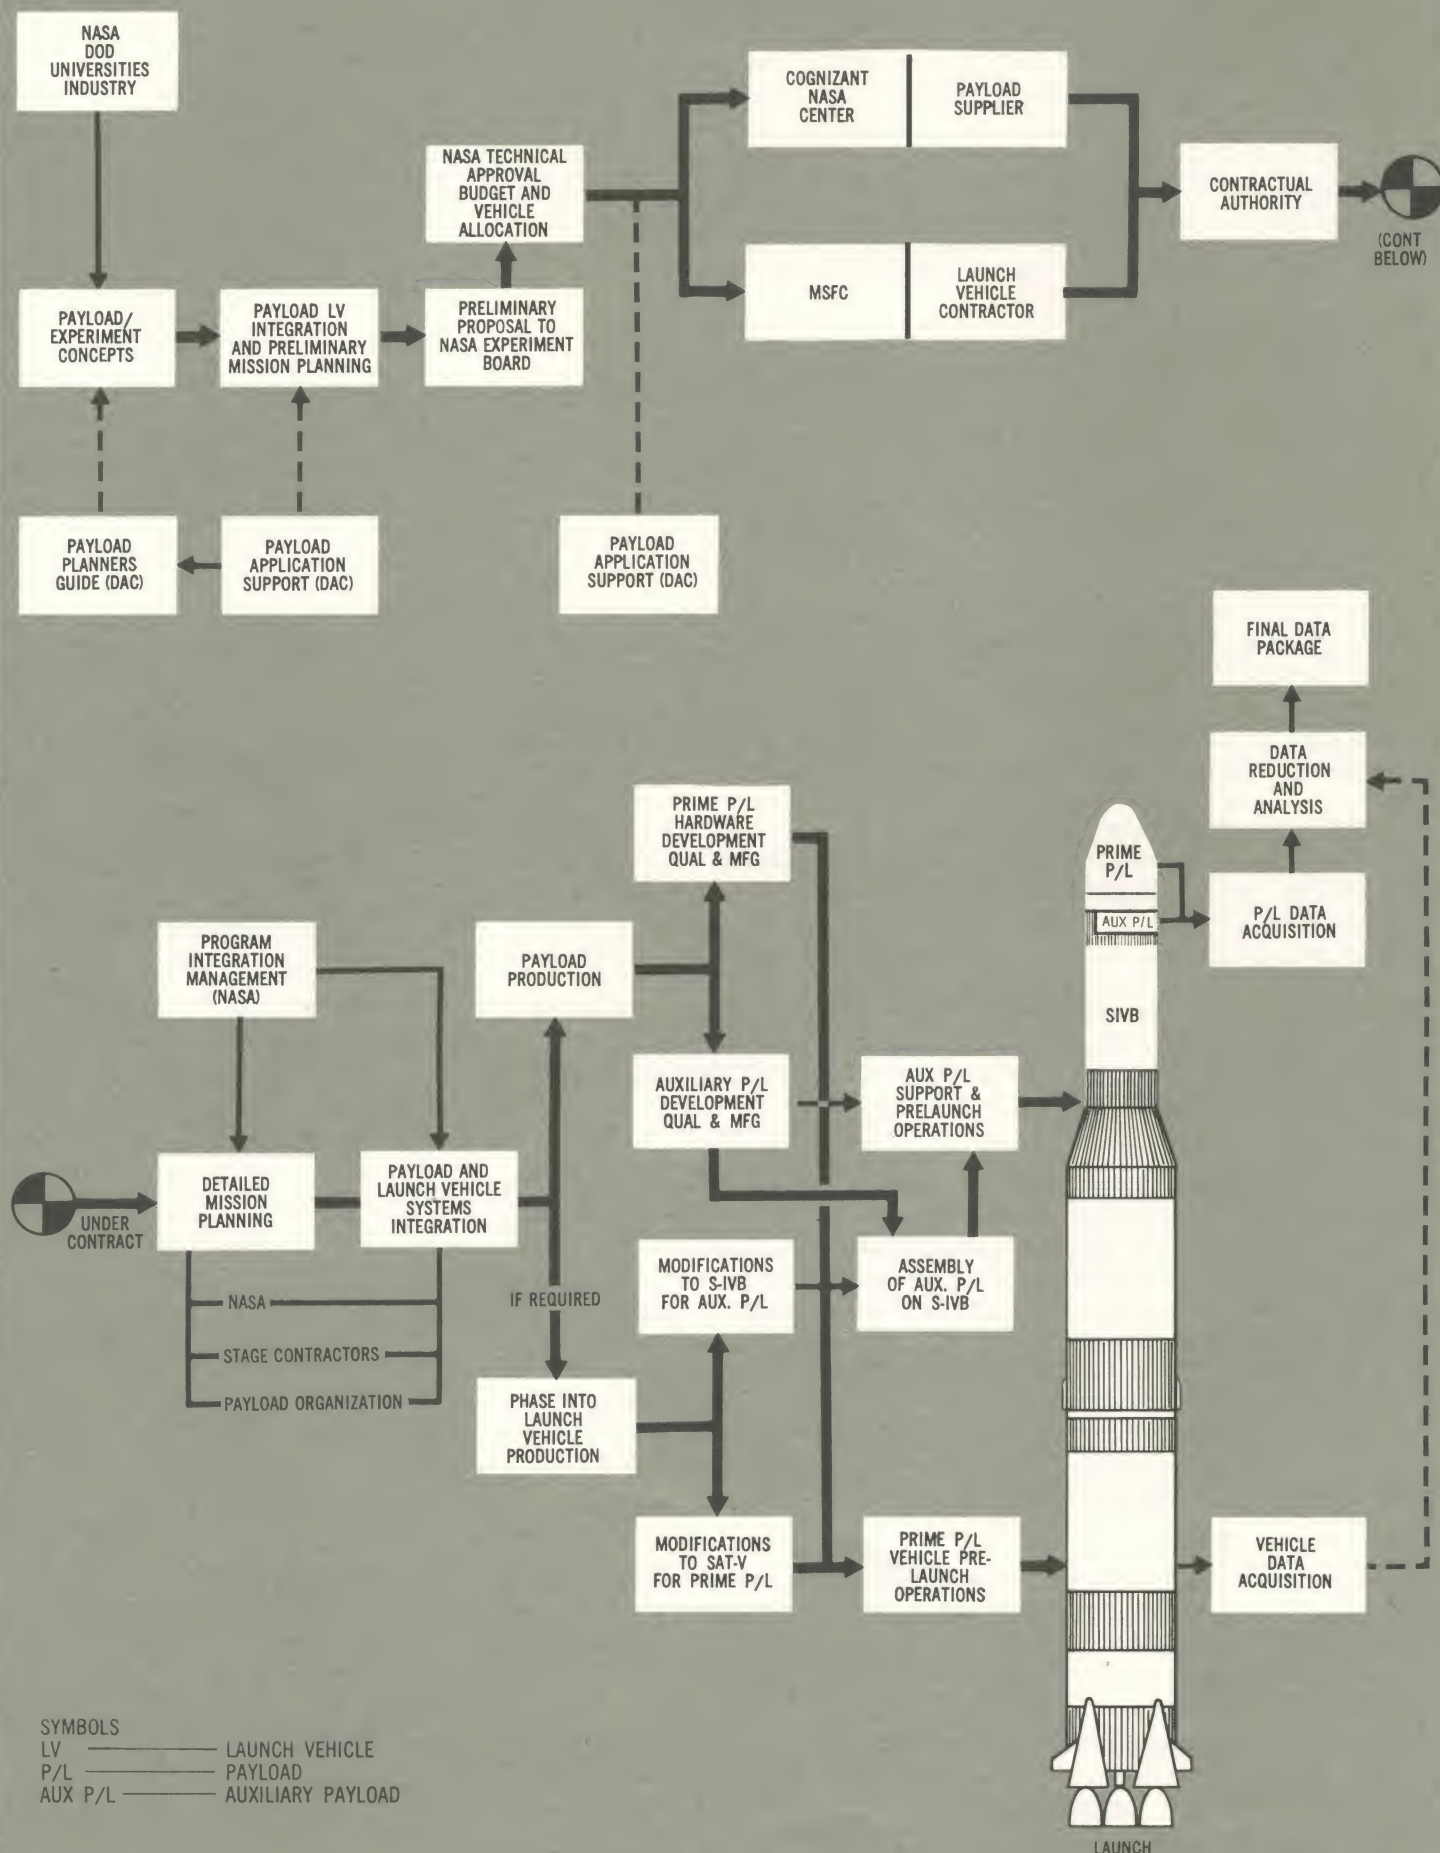 NASA
DOD
UNIVERSITIES
INDUSTRY
COGNIZANT
NASA
CENTER
PAYLOAD
SUPPLIER
NASA TECHNICAL
APPROVAL
BUDGET AND
VEHICLE
ALLOCATION
CONTRACTUAL
AUTHORITY
(CONT
BELOW)
MSFC
LAUNCH
VEHICLE
CONTRACTOR
PAYLOAD/
EXPERIMENT
CONCEPTS
PAYLOAD LV
INTEGRATION
AND PRELIMINARY
MISSION PLANNING
PRELIMINARY
PROPOSAL TO
NASA EXPERIMENT
BOARD
PAYLOAD
PLANNERS
GUIDE (DAC)
PAYLOAD
APPLICATION
SUPPORT (DAC)
PAYLOAD
APPLICATION
SUPPORT (DAC)
FINAL DATA
PACKAGE
DATA
REDUCTION
AND
ANALYSIS
PRIME P/L
HARDWARE
DEVELOPMENT
QUAL & MFG
PRIME
P/L
AUX P/L
P/L DATA
ACQUISITION
PROGRAM
INTEGRATION
MANAGEMENT
(NASA)
PAYLOAD
PRODUCTION
SIVB
AUXILIARY P/L
DEVELOPMENT
QUAL & MFG
AUX P/L
SUPPORT &
PRELAUNCH
OPERATIONS
UNDER
CONTRACT
DETAILED
MISSION
PLANNING
PAYLOAD AND
LAUNCH VEHICLE
SYSTEMS
INTEGRATION
NASA
STAGE CONTRACTORS
PAYLOAD ORGANIZATION
IF REQUIRED
MODIFICATIONS
TO S-IVB
FOR AUX. P/L
ASSEMBLY
OF AUX. P/L
ON S-IVB
PHASE INTO
LAUNCH
VEHICLE
PRODUCTION
MODIFICATIONS
TO SAT-V
FOR PRIME P/L
PRIME P/L
VEHICLE PRE-
LAUNCH
OPERATIONS
VEHICLE
DATA
ACQUISITION
SYMBOLS
LV LAUNCH VEHICLE
P/L PAYLOAD
AUX P/L AUXILIARY PAYLOAD
LAUNCH